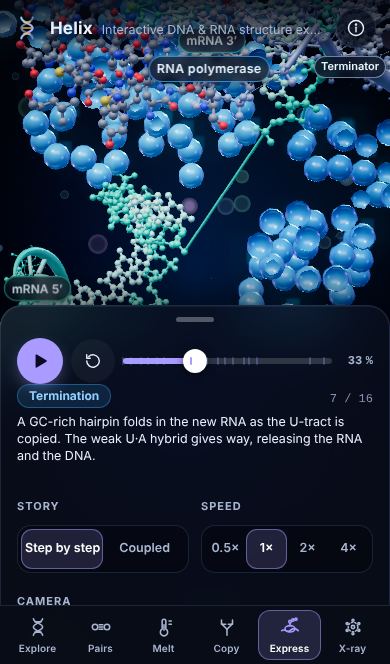 Helix Interactive DNA & RNA structure ex...
mRNA 3′
RNA polymerase
Terminator
mRNA 5′
33 %
Termination
7 / 16
A GC-rich hairpin folds in the new RNA as the U-tract is
copied. The weak U·A hybrid gives way, releasing the RNA
and the DNA.
STORY
SPEED
Step by step
Coupled
0.5×
1×
2×
4×
CAMERA
Explore
Pairs
Melt
Copy
Express
X-ray